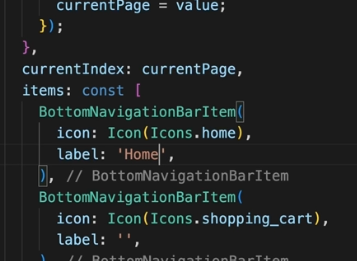 currentPage = value;
});
},
currentIndex: currentPage,
items: const [
BottomNavigationBarItem(
icon: Icon(Icons.home),
label: 'Home',
), // BottomNavigationBarItem
BottomNavigationBarItem(
icon: Icon(Icons.shopping_cart),
label: '',
), // BottomNavigationBarItem